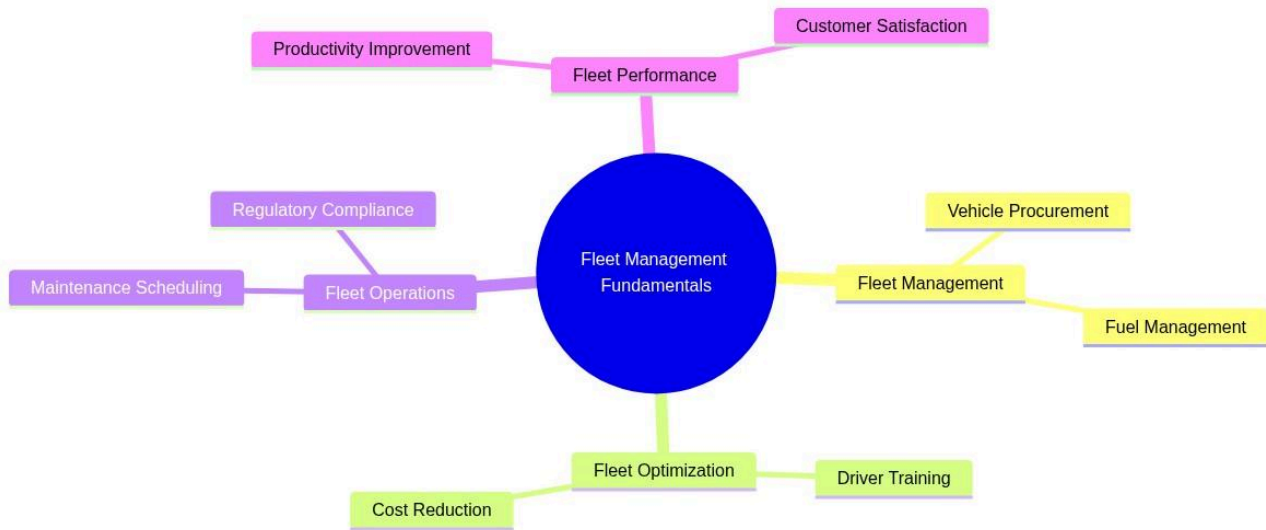 Customer Satisfaction
Productivity Improvement
Fleet Performance
Regulatory Compliance
Vehicle Procurement
Fleet Management
Fundamentals
Maintenance Scheduling
Fleet Operations
Fleet Management
Fuel Management
Fleet Optimization
Driver Training
Cost Reduction